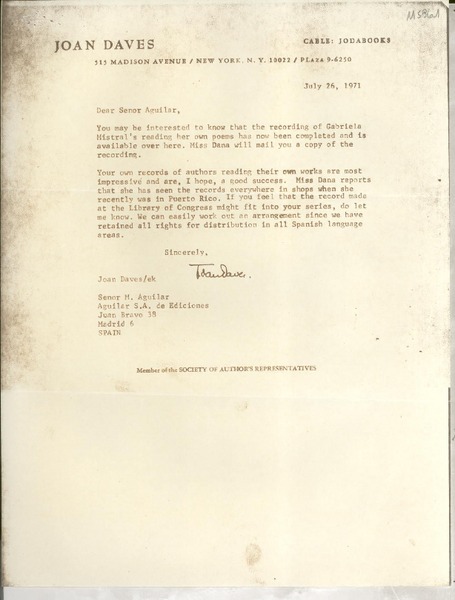 JOAN DAVES
CABLE: JODABOOKS
515 MADISON AVENUE / NEW YORK, N. Y. 10022 / PLAZA 9-6250
July 26, 1971
Dear Senor Aguilar,
You may be interested to know that the recording of Gabriela
Mistral's reading her own poems has now been completed and is
available over here. Miss Dana will mail you a copy of the
recording.
Your own records of authors reading their own works are most
impressive and are, I hope, a good success. Miss Dana reports
that she has seen the records everywhere in shops when she
recently was in Puerto Rico. If you feel that the record made
at the Library of Congress might fit into your series, do let
me know. We can easily work out an arrangement since we have
retained all rights for distribution in all Spanish language
areas.
Sincerely,
Joan Daves
Joan Daves/ek
Senor M. Aguilar
Aguilar S.A. de Ediciones
Juan Bravo 38
Madrid 6
SPAIN
Member of the SOCIETY OF AUTHOR'S REPRESENTATIVES